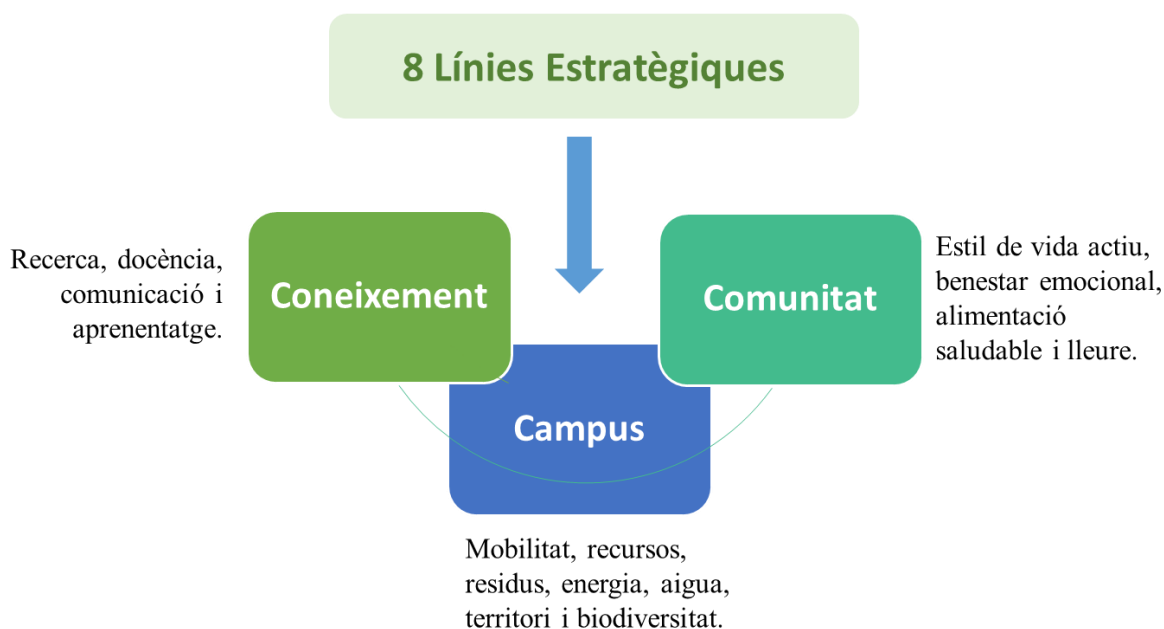 8 Línies Estratègiques
Recerca, docència,
comunicació i
aprenentatge.
Coneixement
Comunitat
Estil de vida actiu,
benestar emocional,
alimentació
saludable i lleure.
Campus
Mobilitat, recursos,
residus, energia, aigua,
territori i biodiversitat.